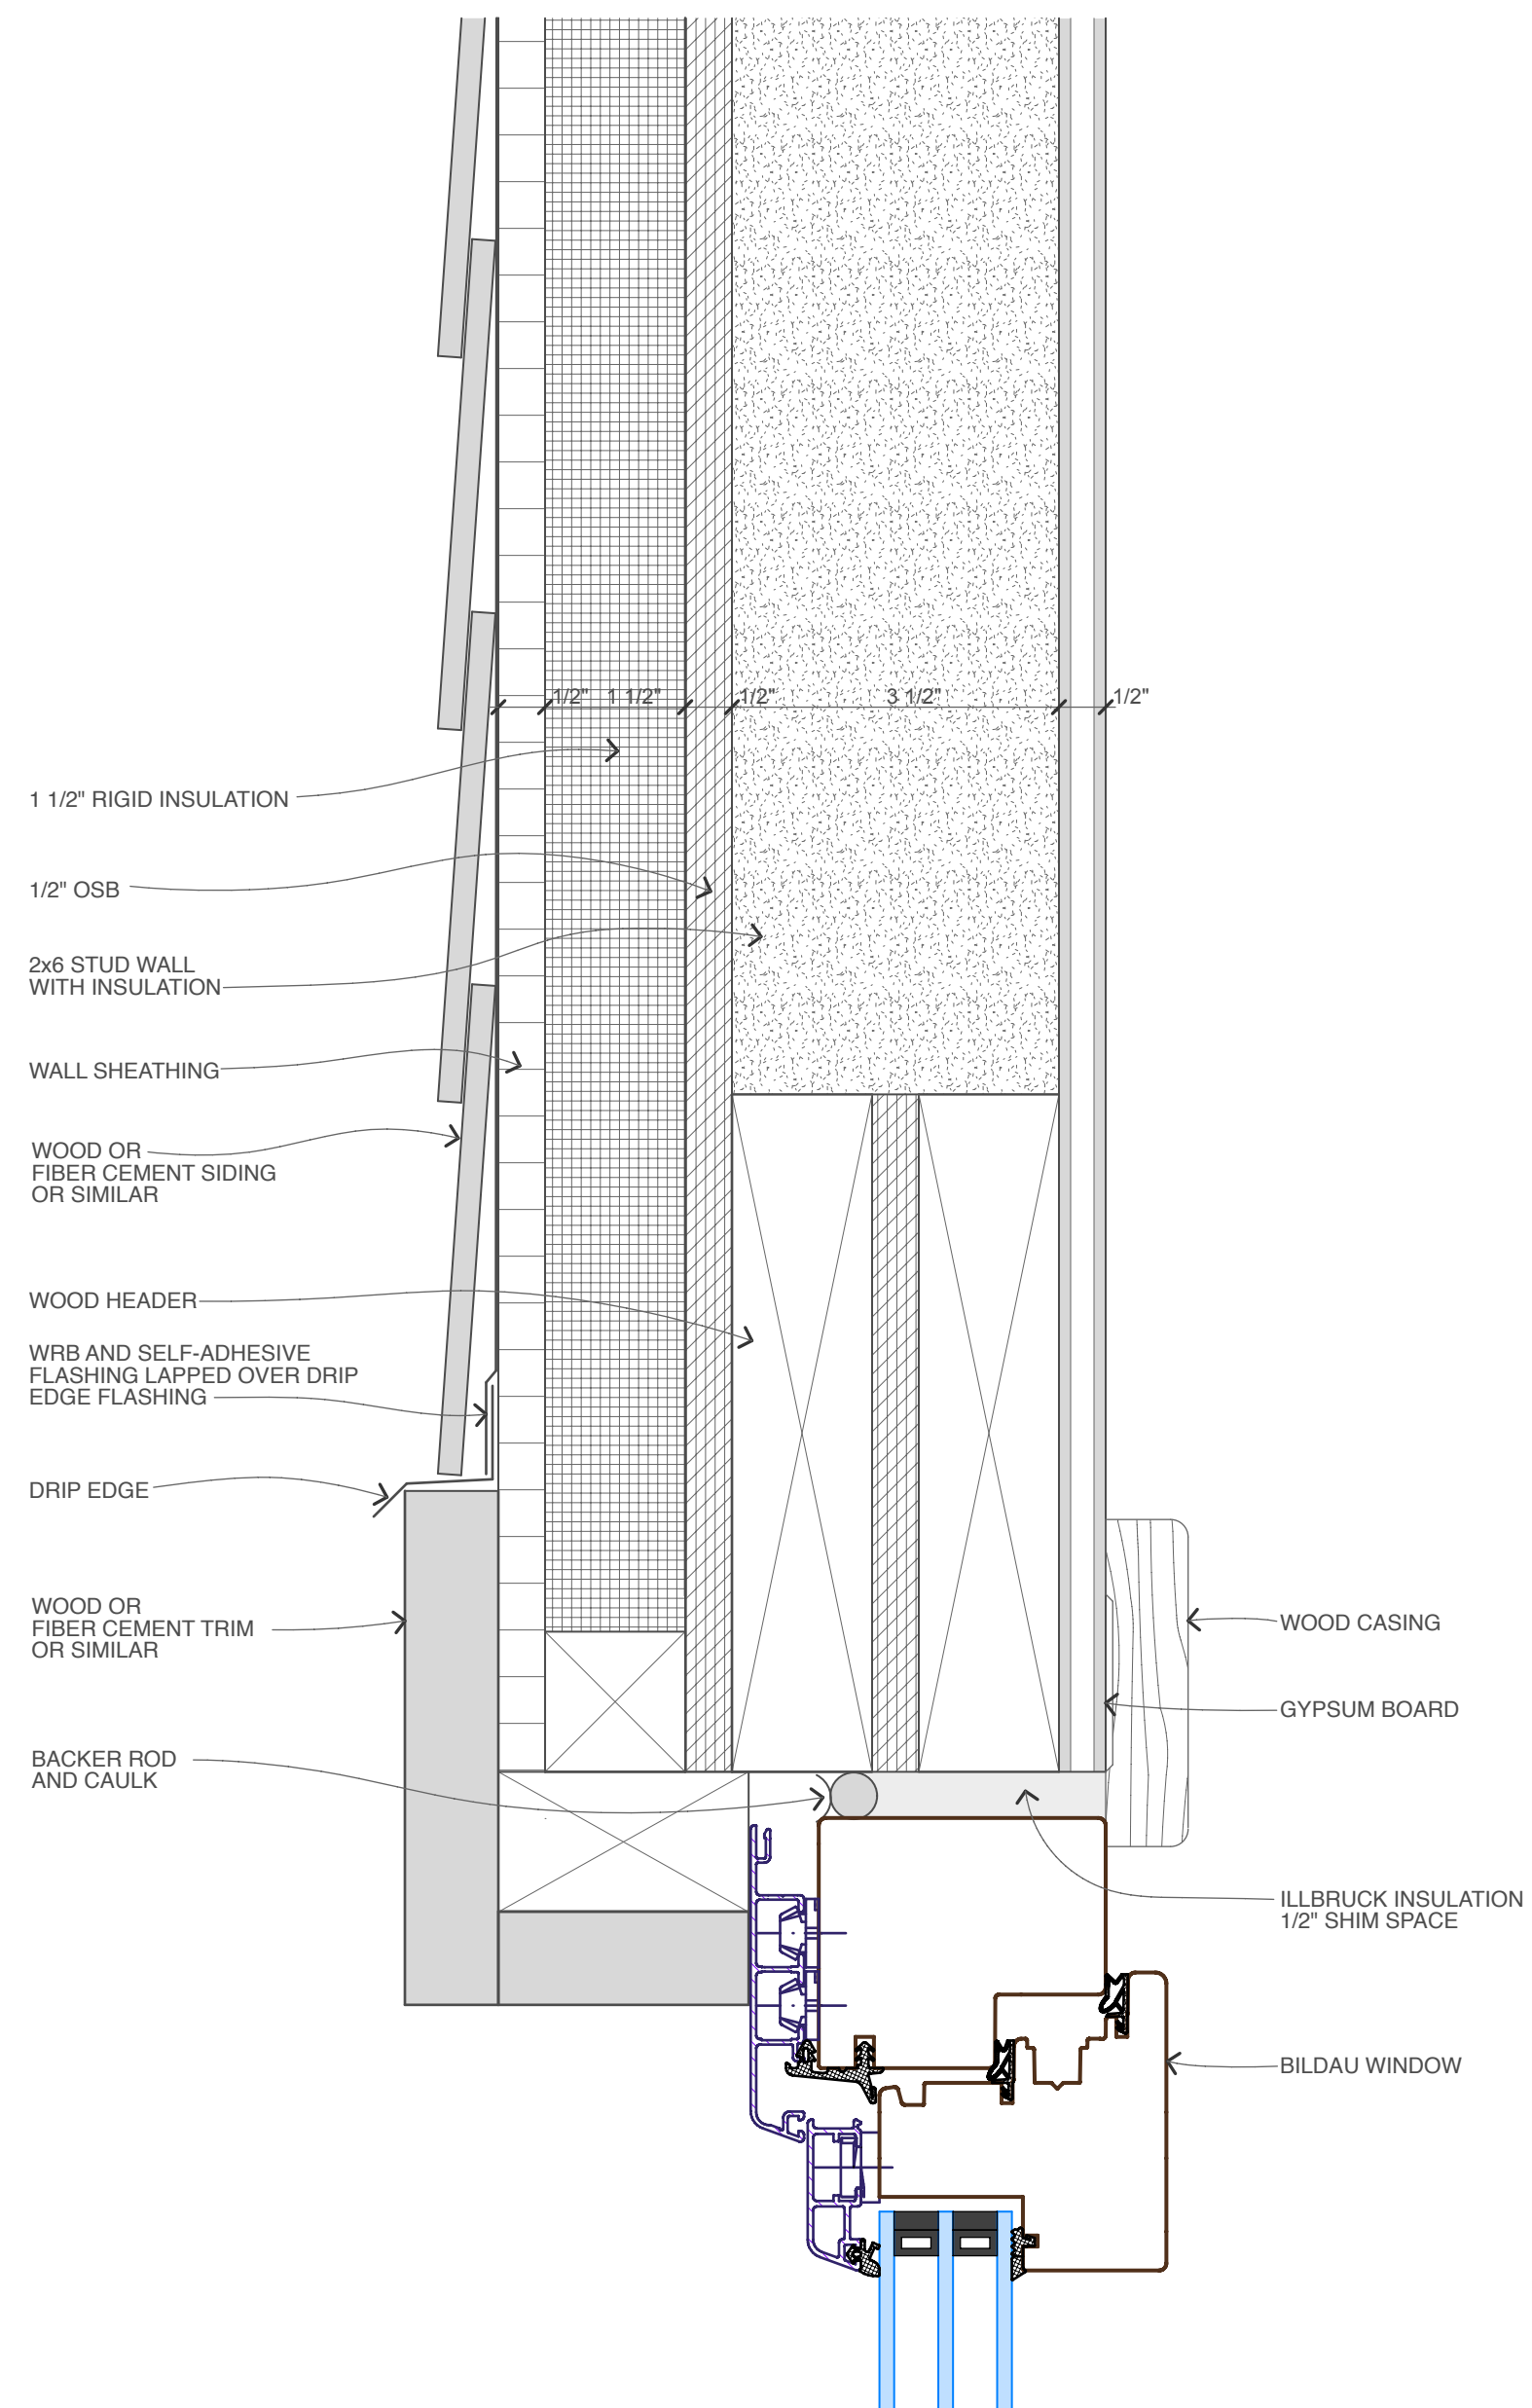 1/2" 1 1/2" 1/2" 3 1/2" 1/2"
1 1/2" RIGID INSULATION
1/2" OSB
2x6 STUD WALL
WITH INSULATION
WALL SHEATHING
WOOD OR
FIBER CEMENT SIDING
OR SIMILAR
WOOD HEADER
WRB AND SELF-ADHESIVE
FLASHING LAPPED OVER DRIP
EDGE FLASHING
DRIP EDGE
WOOD OR
FIBER CEMENT TRIM
OR SIMILAR
WOOD CASING
GYPSUM BOARD
BACKER ROD
AND CAULK
ILLBRUCK INSULATION
1/2" SHIM SPACE
BILDAU WINDOW